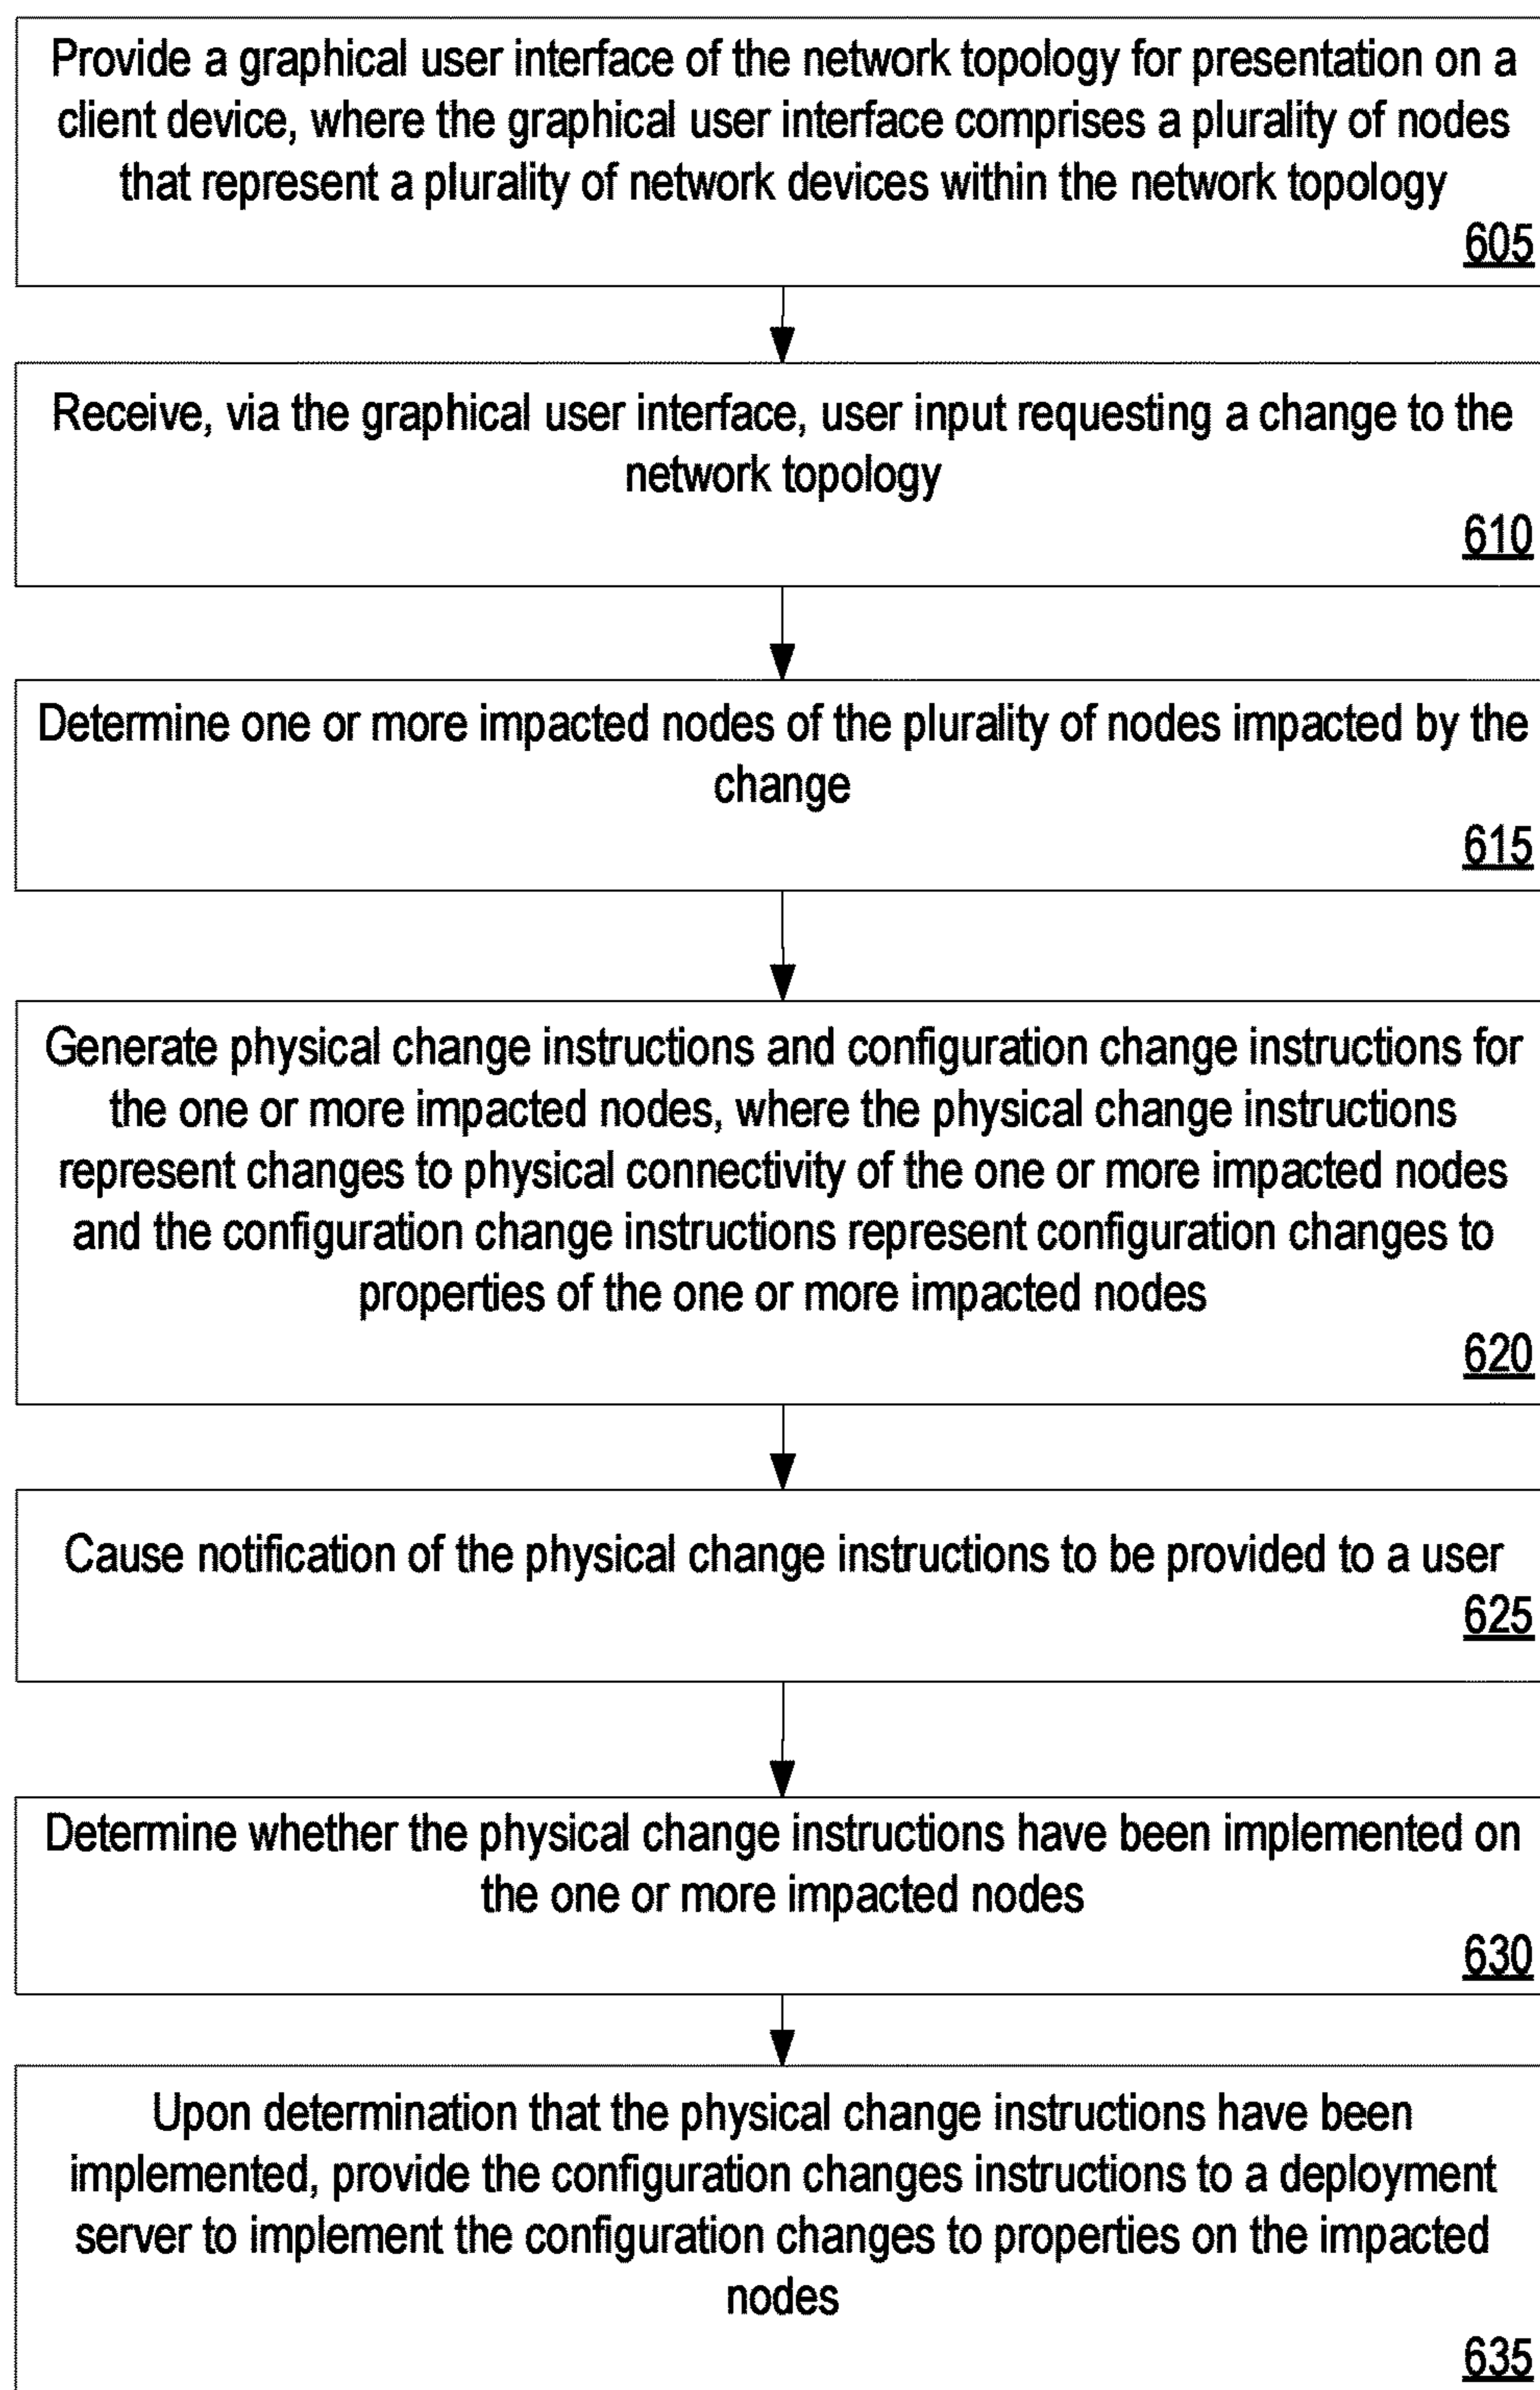 Provide a graphical user interface of the network topology for presentation on a
client device, where the graphical user interface comprises a plurality of nodes
that represent a plurality of network devices within the network topology
605
Receive, via the graphical user interface, user input requesting a change to the
network topology
610
Determine one or more impacted nodes of the plurality of nodes impacted by the
change
615
Generate physical change instructions and configuration change instructions for
the one or more impacted nodes, where the physical change instructions
represent changes to physical connectivity of the one or more impacted nodes
and the configuration change instructions represent configuration changes to
properties of the one or more impacted nodes
620
Cause notification of the physical change instructions to be provided to a user
625
Determine whether the physical change instructions have been implemented on
the one or more impacted nodes
630
Upon determination that the physical change instructions have been
implemented, provide the configuration changes instructions to a deployment
server to implement the configuration changes to properties on the impacted
nodes
635